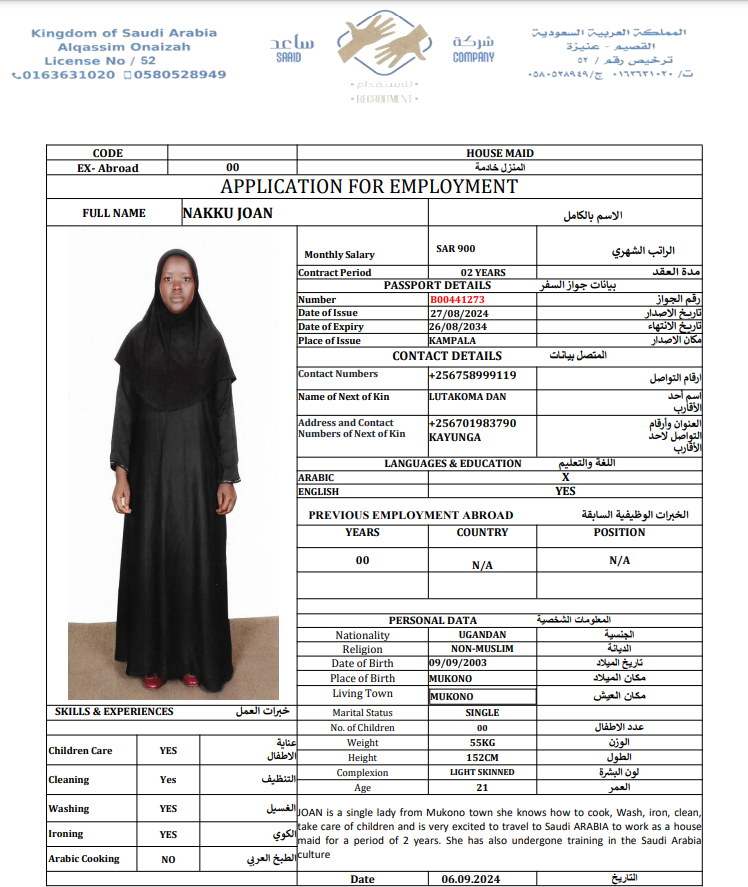 Kingdom of Saudi Arabia
Alqassim Onaizah
License No / 52
0163631020 0580528949
ساعد
SAAID
شركة
COMPANY
للاستقدام
RECRUITMENT
المملكة العربية السعودية
القصيم - عنيزة
ترخيص رقم / ٥٢
ت/ ٠١٦٣٦٣١٠٢٠ ج/ ٠٥٨٠٥٢٨٩٤٩
CODE HOUSE MAID
EX- Abroad 00 المنزل خادمة
APPLICATION FOR EMPLOYMENT
FULL NAME NAKKU JOAN الاسم بالكامل
Monthly Salary SAR 900 الراتب الشهري
Contract Period 02 YEARS مدة العقد
PASSPORT DETAILS بيانات جواز السفر
Number B00441273 رقم الجواز
Date of Issue 27/08/2024 تاريخ الاصدار
Date of Expiry 26/08/2034 تاريخ الانتهاء
Place of Issue KAMPALA مكان الاصدار
CONTACT DETAILS المتصل بيانات
Contact Numbers +256758999119 ارقام التواصل
Name of Next of Kin LUTAKOMA DAN اسم أحد
الأقارب
Address and Contact +256701983790 العنوان وأرقام
Numbers of Next of Kin KAYUNGA التواصل لاحد
الأقارب
LANGUAGES & EDUCATION اللغة والتعليم
ARABIC X
ENGLISH YES
PREVIOUS EMPLOYMENT ABROAD الخبرات الوظيفية السابقة
YEARS COUNTRY POSITION
00 N/A N/A
PERSONAL DATA المعلومات الشخصية
Nationality UGANDAN الجنسية
Religion NON-MUSLIM الديانة
Date of Birth 09/09/2003 تاريخ الميلاد
Place of Birth MUKONO مكان الميلاد
Living Town MUKONO مكان العيش
Marital Status SINGLE
No. of Children 00 عدد الاطفال
Weight 55KG الوزن
Height 152CM الطول
Complexion LIGHT SKINNED لون البشرة
Age 21 العمر
SKILLS & EXPERIENCES خبرات العمل
Children Care YES عناية
الاطفال
Cleaning Yes التنظيف
Washing YES الغسيل
Ironing YES الكوي
Arabic Cooking NO الطبخ العربي
JOAN is a single lady from Mukono town she knows how to cook, Wash, iron, clean,
take care of children and is very excited to travel to Saudi ARABIA to work as a house
maid for a period of 2 years. She has also undergone training in the Saudi Arabia
culture
Date 06.09.2024 التاريخ